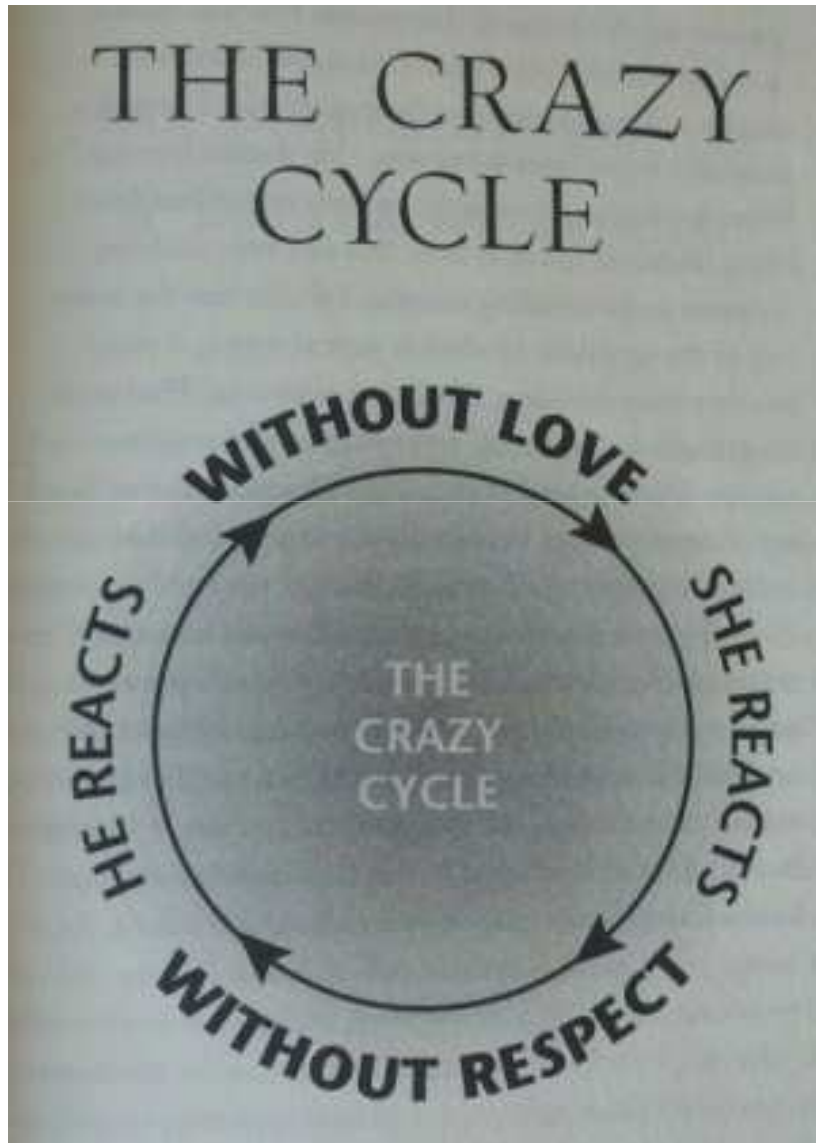 THE CRAZY
CYCLE
WITHOUT LOVE
SHE REACTS
WITHOUT RESPECT
HE REACTS
THE
CRAZY
CYCLE